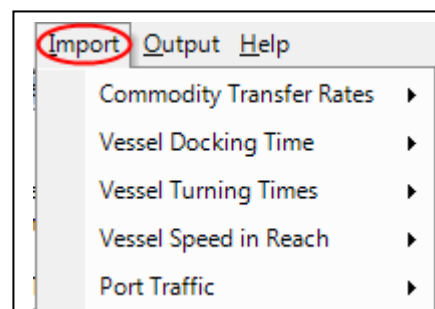 Import Output Help
Commodity Transfer Rates
Vessel Docking Time
Vessel Turning Times
Vessel Speed in Reach
Port Traffic